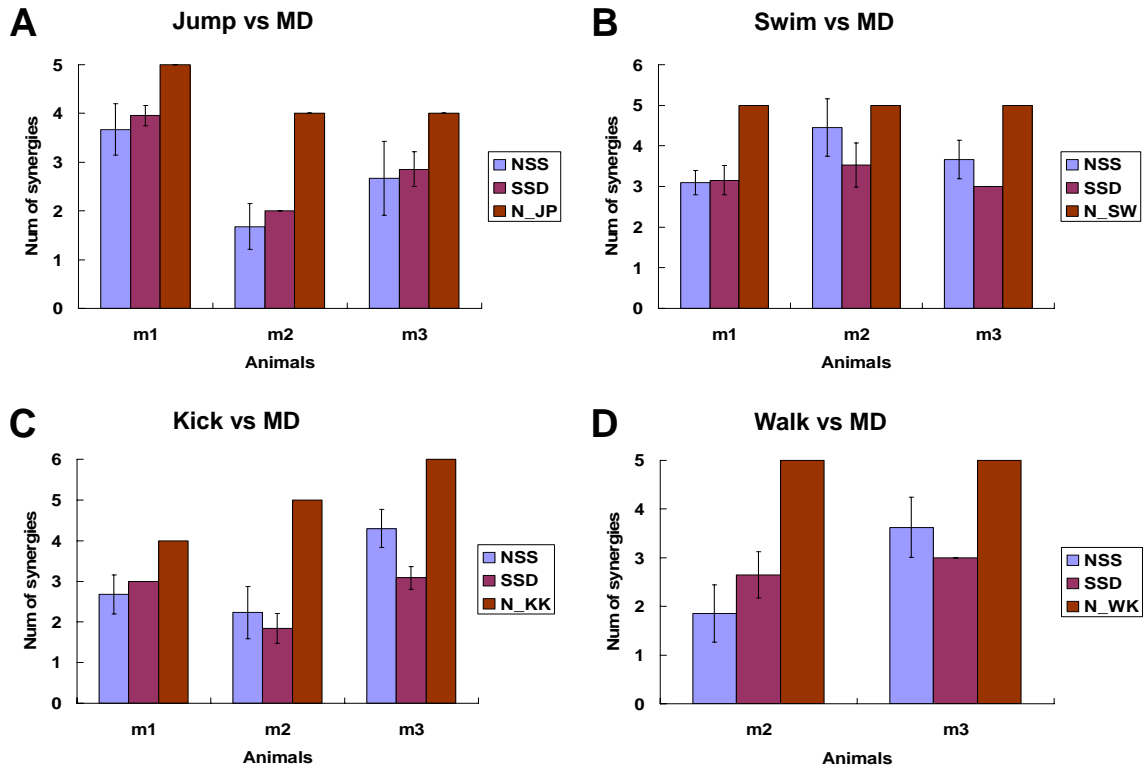 A
Jump vs MD
Num of synergies
5
4
3
2
1
0
m1 m2 m3
Animals
NSS
SSD
N_JP
B
Swim vs MD
Num of synergies
6
5
4
3
2
1
0
m1 m2 m3
Animals
NSS
SSD
N_SW
C
Kick vs MD
Num of synergies
6
5
4
3
2
1
0
m1 m2 m3
Animals
NSS
SSD
N_KK
D
Walk vs MD
Num of synergies
5
4
3
2
1
0
m2 m3
Animals
NSS
SSD
N_WK